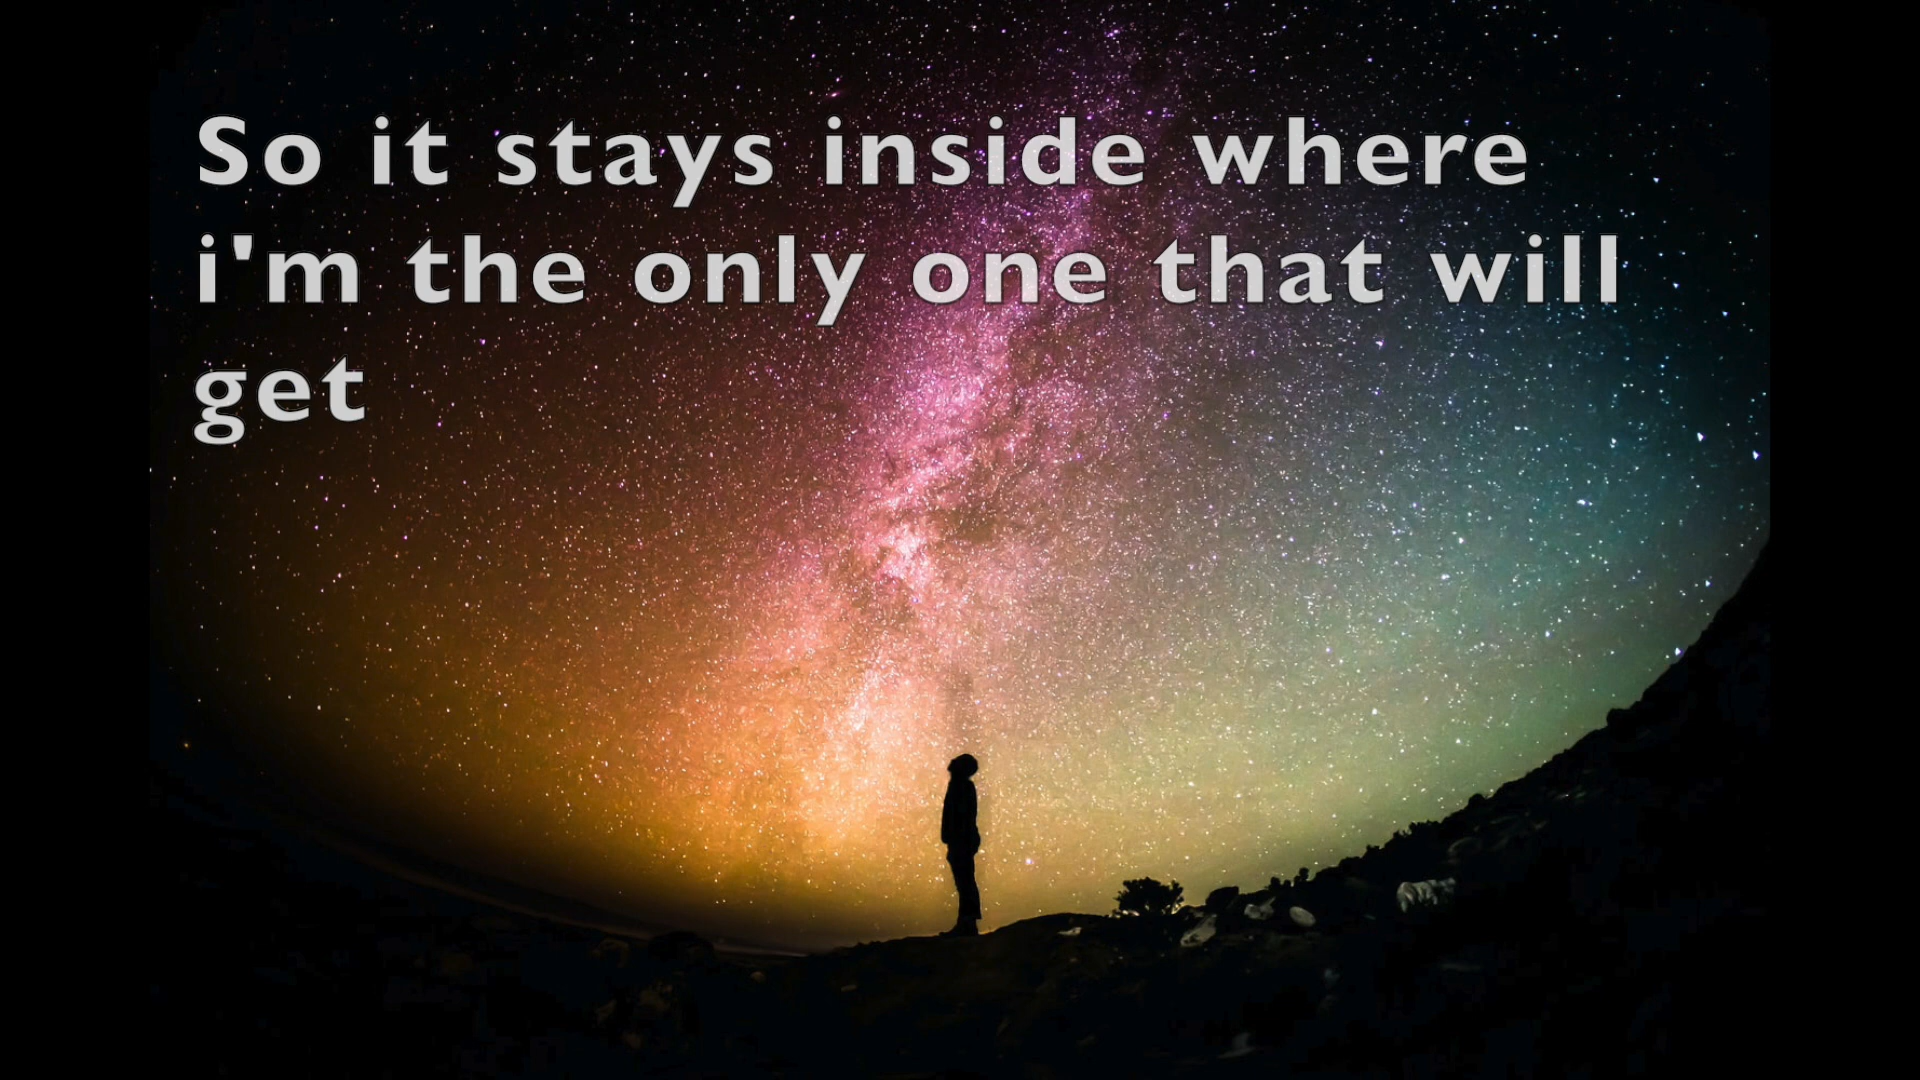 So it stays inside where
i'm the only one that will
get